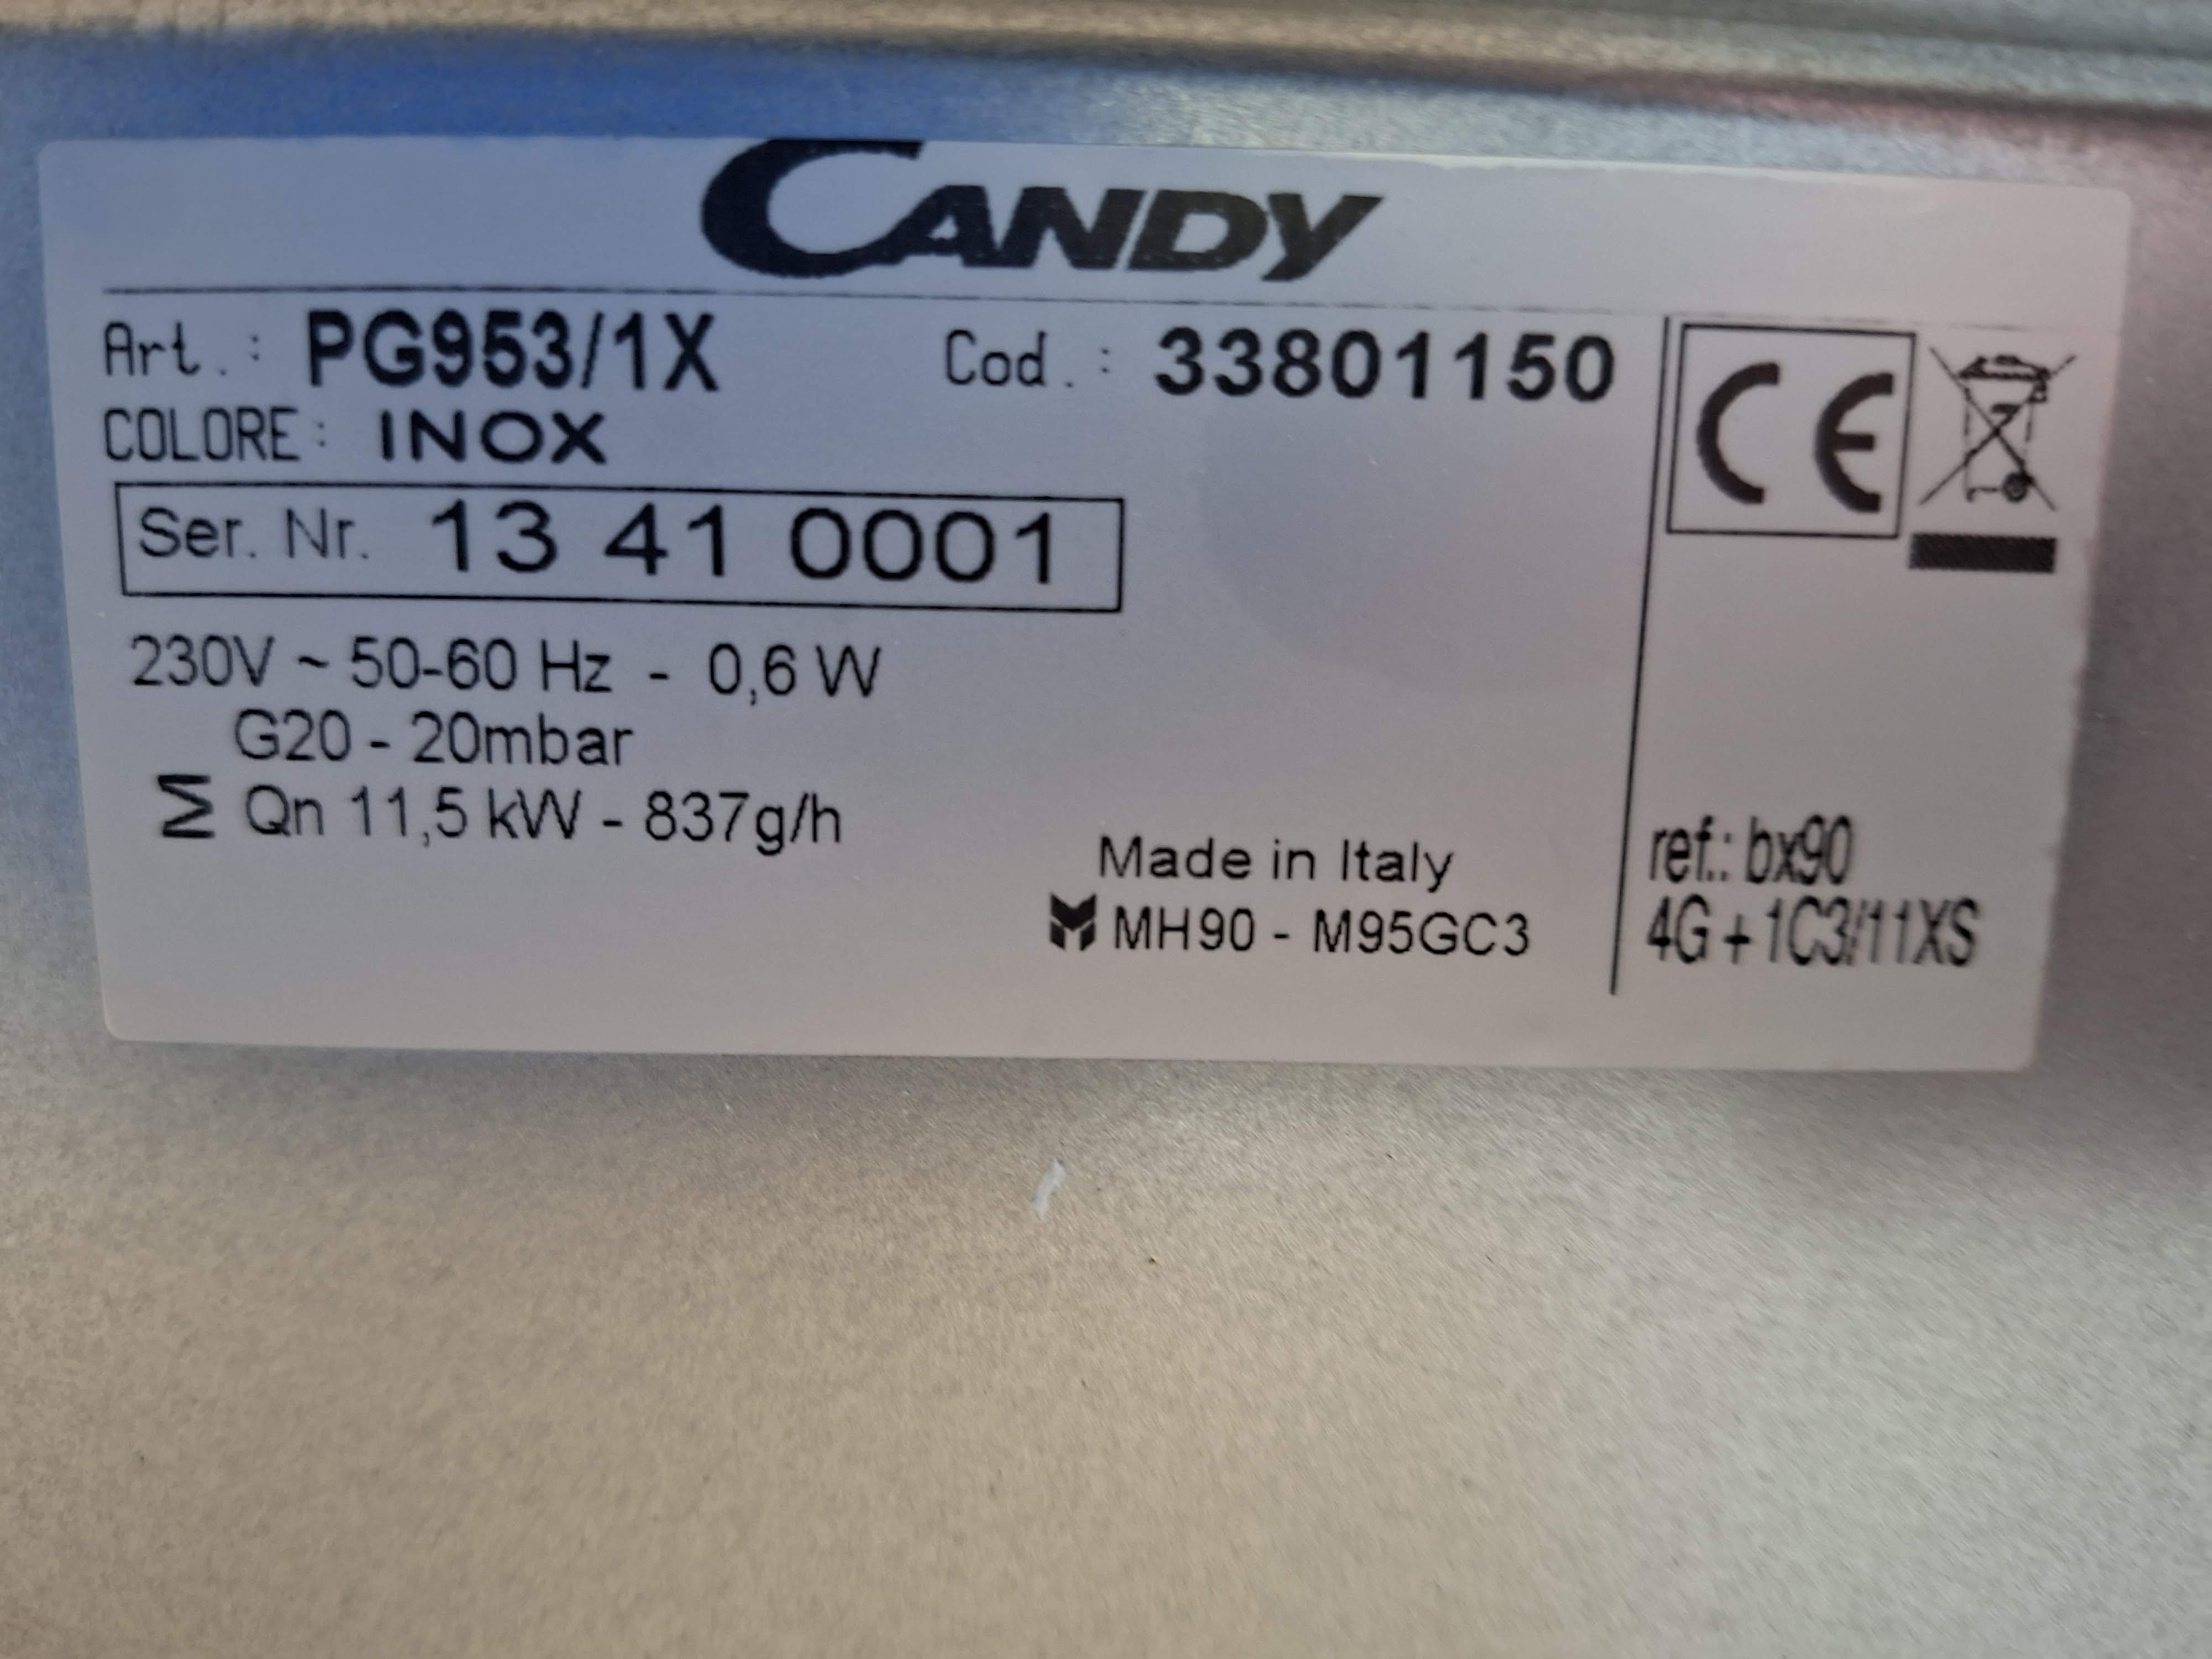 CANDY
Art.: PG953/1X Cod.: 33801150
COLORE: INOX
Ser. Nr. 13 41 0001
230V ~ 50-60 Hz - 0,6 W
G20 - 20mbar
Σ Qn 11,5 kW - 837g/h
Made in Italy
MH90 - M95GC3
CE
ref.: bx90
4G + 1C3/11XS